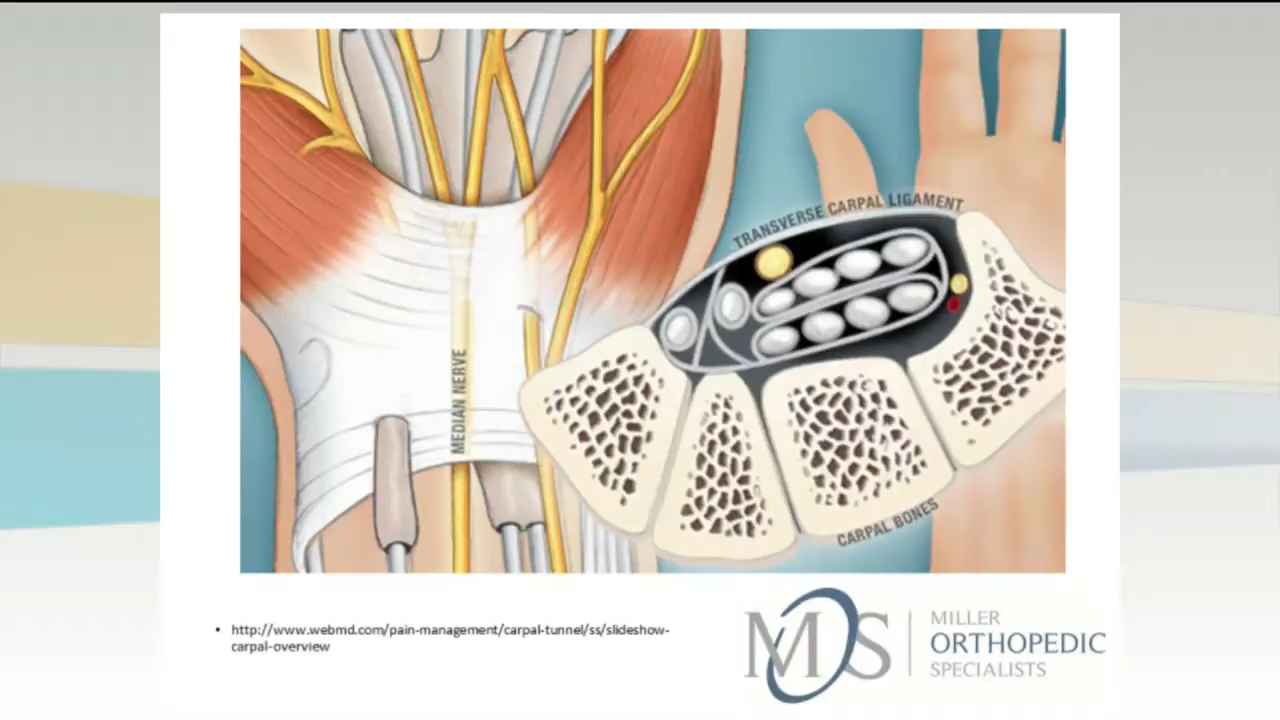 TRANSVERSE CARPAL LIGAMENT
MEDIAN NERVE
CARPAL BONES
• http://www.webmd.com/pain-management/carpal-tunnel/ss/slideshow-
carpal-overview
MOS
MILLER
ORTHOPEDIC
SPECIALISTS